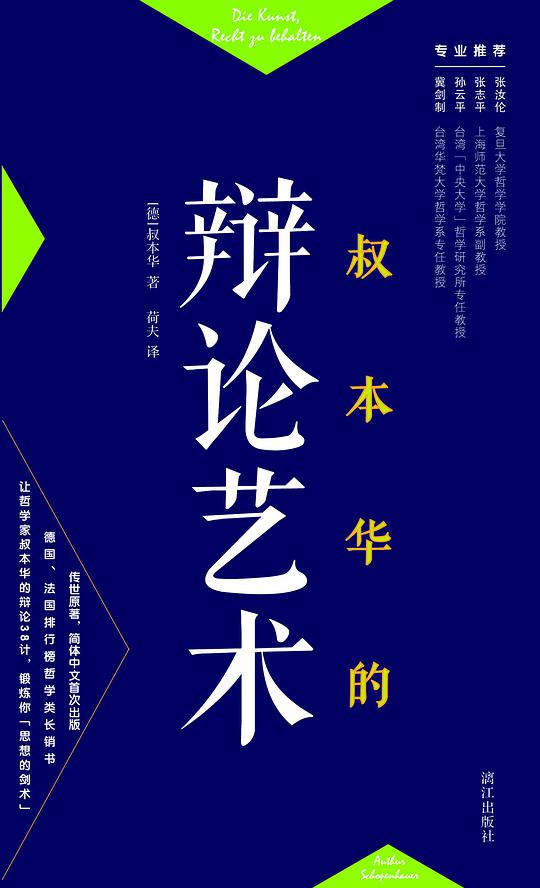 Die Kunst,
Recht zu behalten
专业推荐
张汝伦 复旦大学哲学学院教授
张志平 上海师范大学哲学系副教授
孙云平 台湾「中央大学」哲学研究所专任教授
冀剑制 台湾华梵大学哲学系专任教授
叔本华的
辩论艺术
[德]叔本华 著 荷夫 译
传世原著，简体中文首次出版
德国、法国排行榜哲学类长销书
让哲学家叔本华的辩论38计，锻炼你「思想的剑术」
漓江出版社
Arthur
Schopenhauer